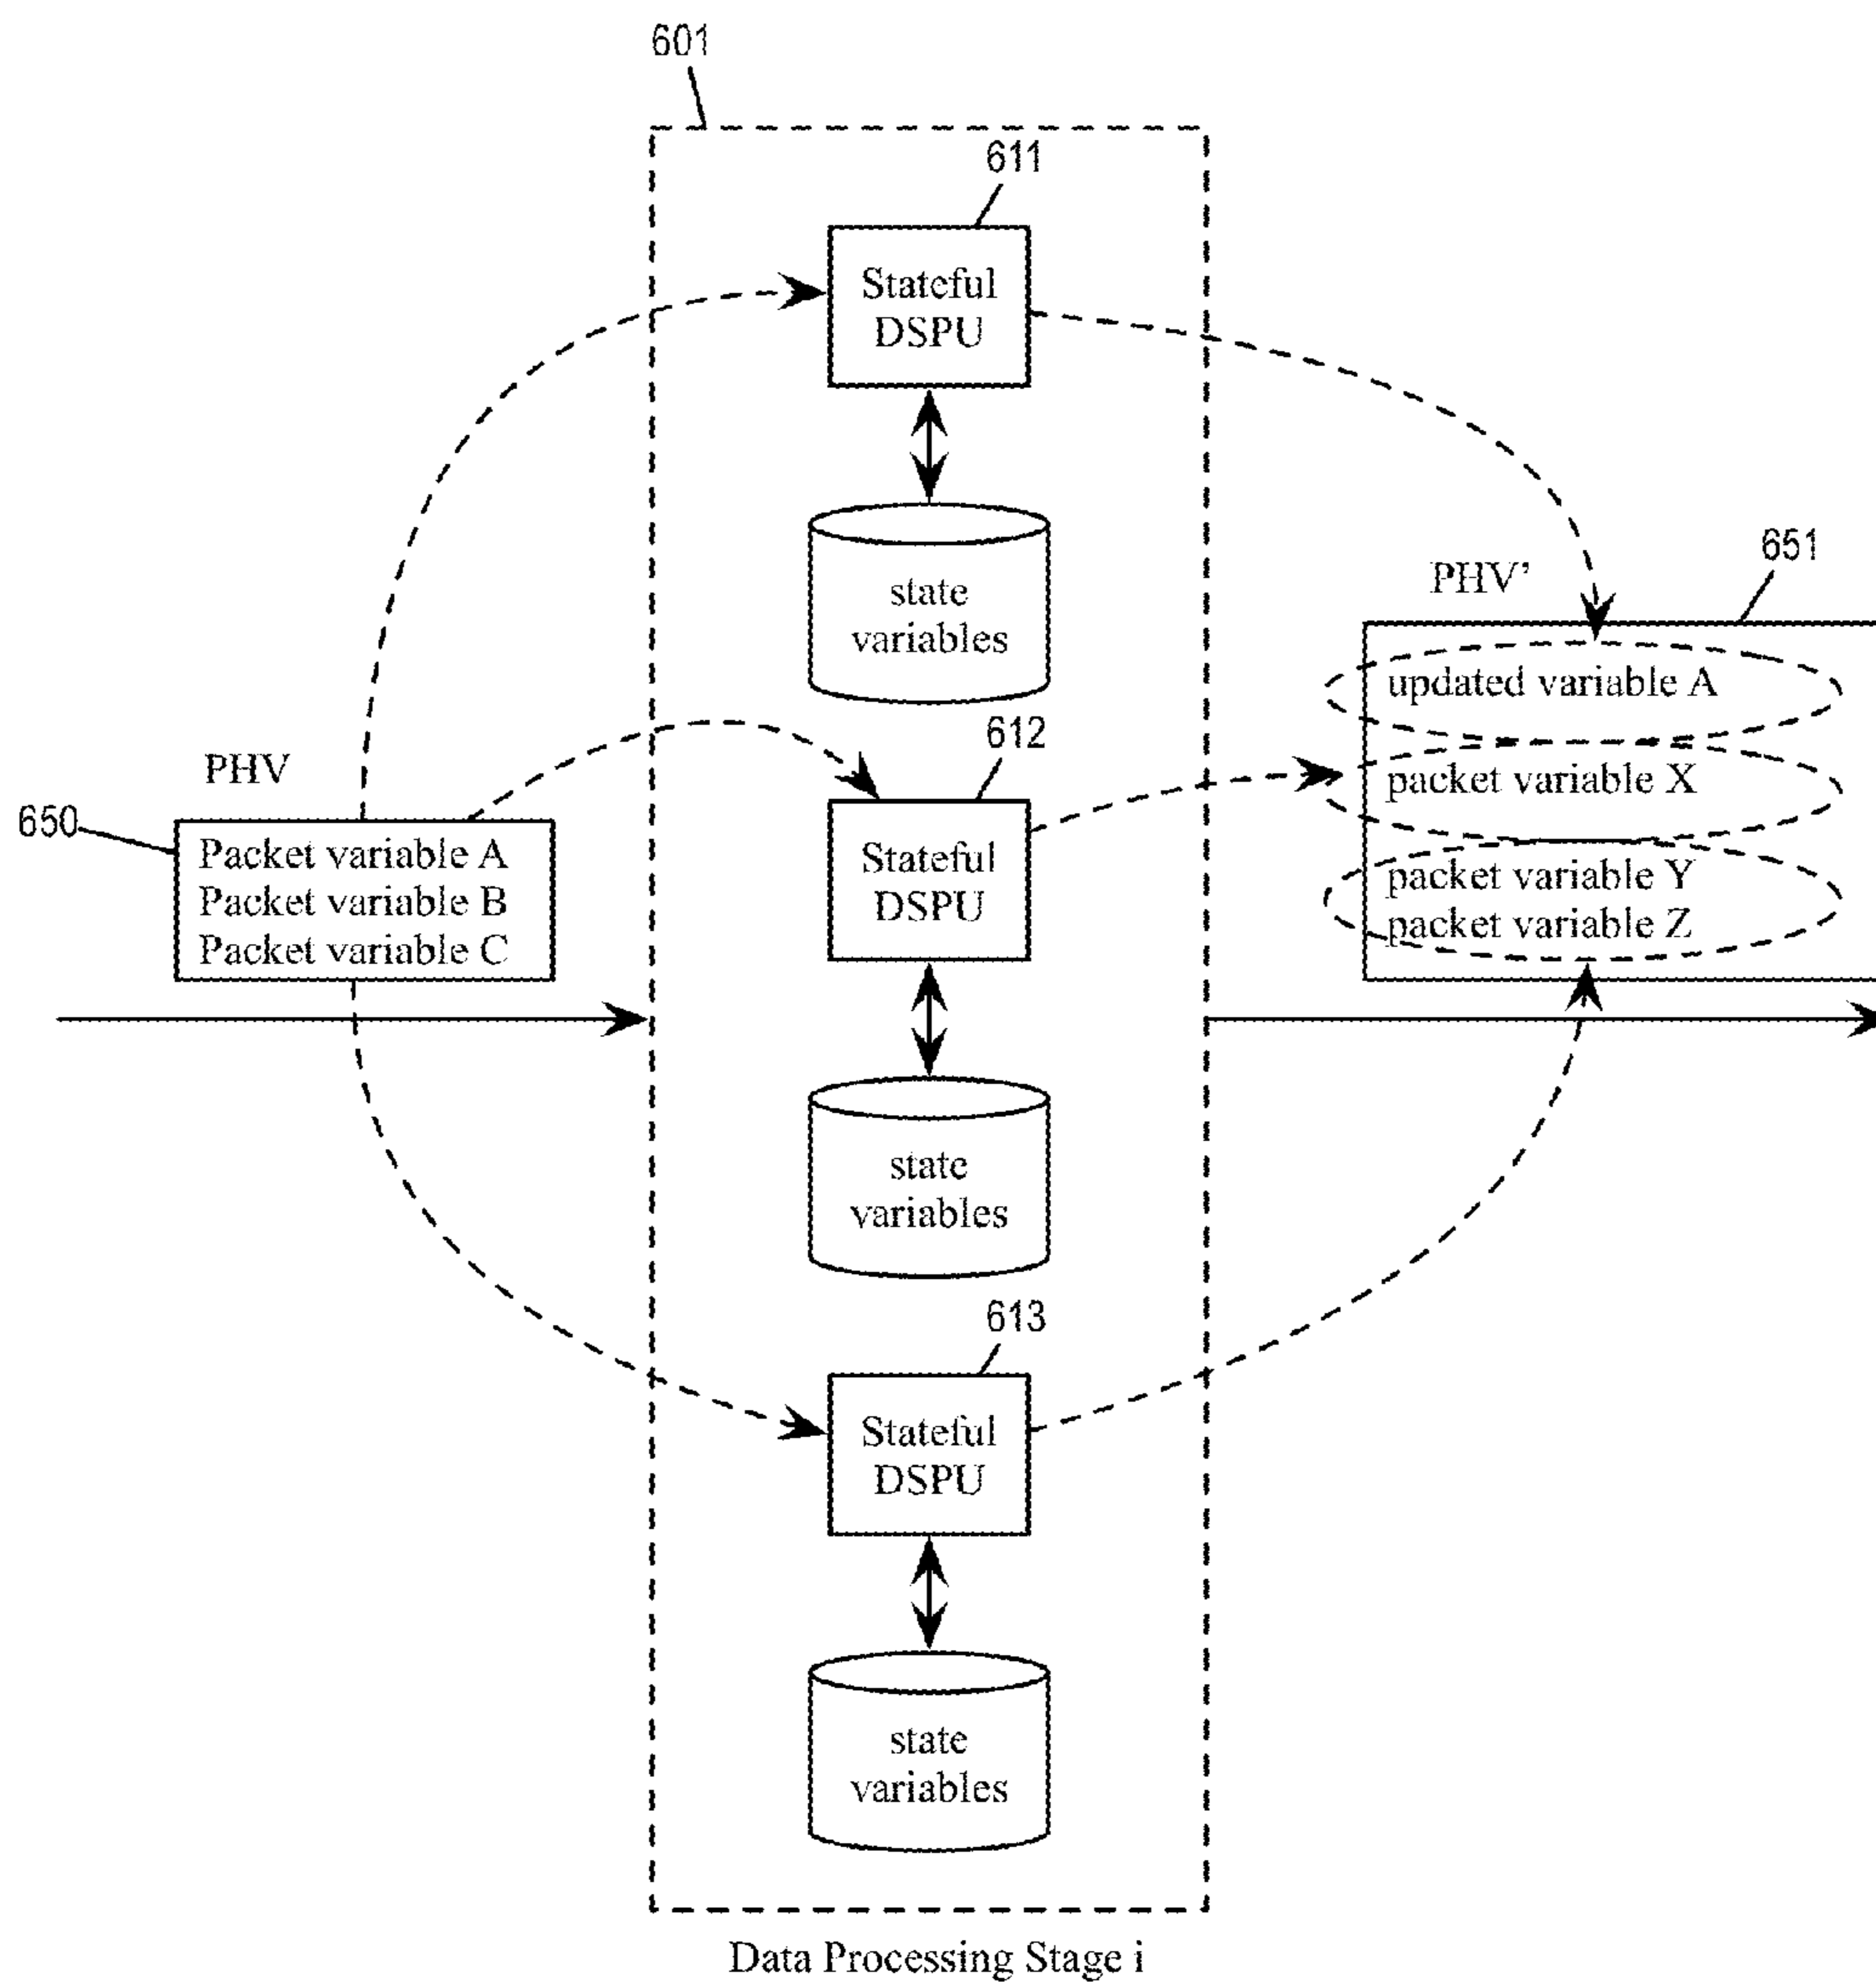 601
611
Stateful
DSPU
state
variables
PHV
650
Packet variable A
Packet variable B
Packet variable C
612
Stateful
DSPU
state
variables
613
Stateful
DSPU
state
variables
PHV’
651
updated variable A
packet variable X
packet variable Y
packet variable Z
Data Processing Stage i